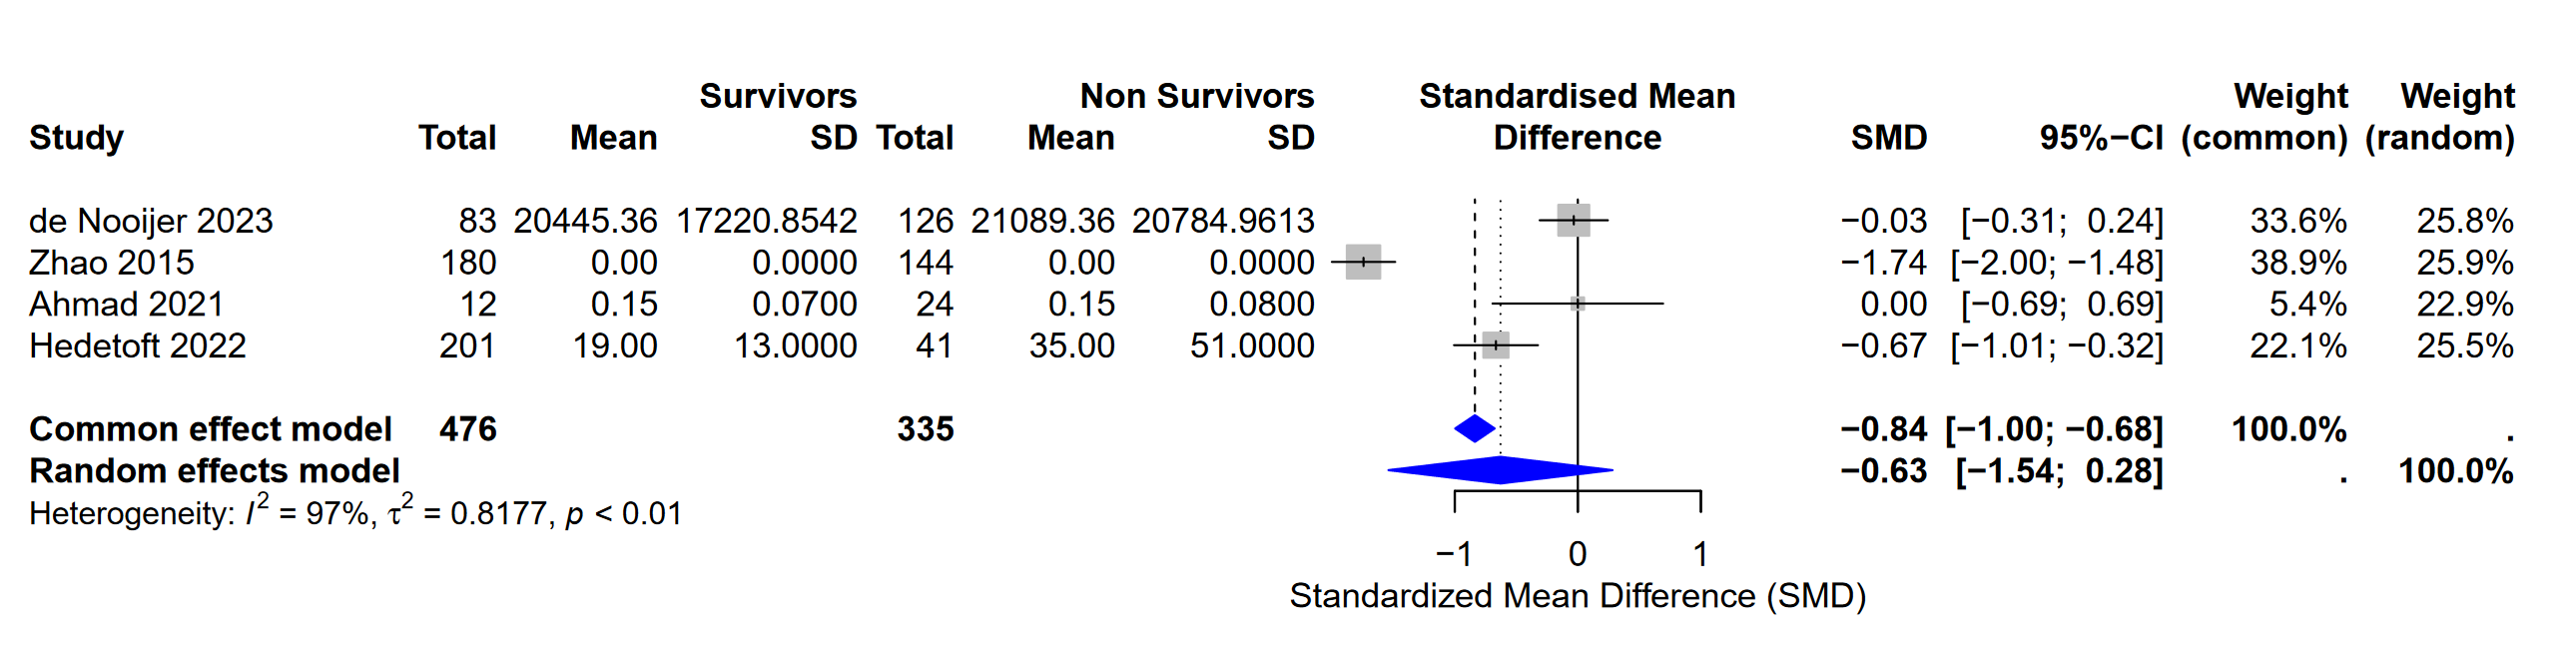 Survivors Non Survivors Standardised Mean Weight Weight
Study Total Mean SD Total Mean SD Difference SMD 95%−CI (common) (random)
de Nooijer 2023 83 20445.36 17220.8542 126 21089.36 20784.9613 −0.03 [−0.31; 0.24] 33.6% 25.8%
Zhao 2015 180 0.00 0.0000 144 0.00 0.0000 −1.74 [−2.00; −1.48] 38.9% 25.9%
Ahmad 2021 12 0.15 0.0700 24 0.15 0.0800 0.00 [−0.69; 0.69] 5.4% 22.9%
Hedetoft 2022 201 19.00 13.0000 41 35.00 51.0000 −0.67 [−1.01; −0.32] 22.1% 25.5%
Common effect model 476 335 −0.84 [−1.00; −0.68] 100.0% .
Random effects model −0.63 [−1.54; 0.28] . 100.0%
Heterogeneity: I² = 97%, τ² = 0.8177, p < 0.01
−1 0 1
Standardized Mean Difference (SMD)